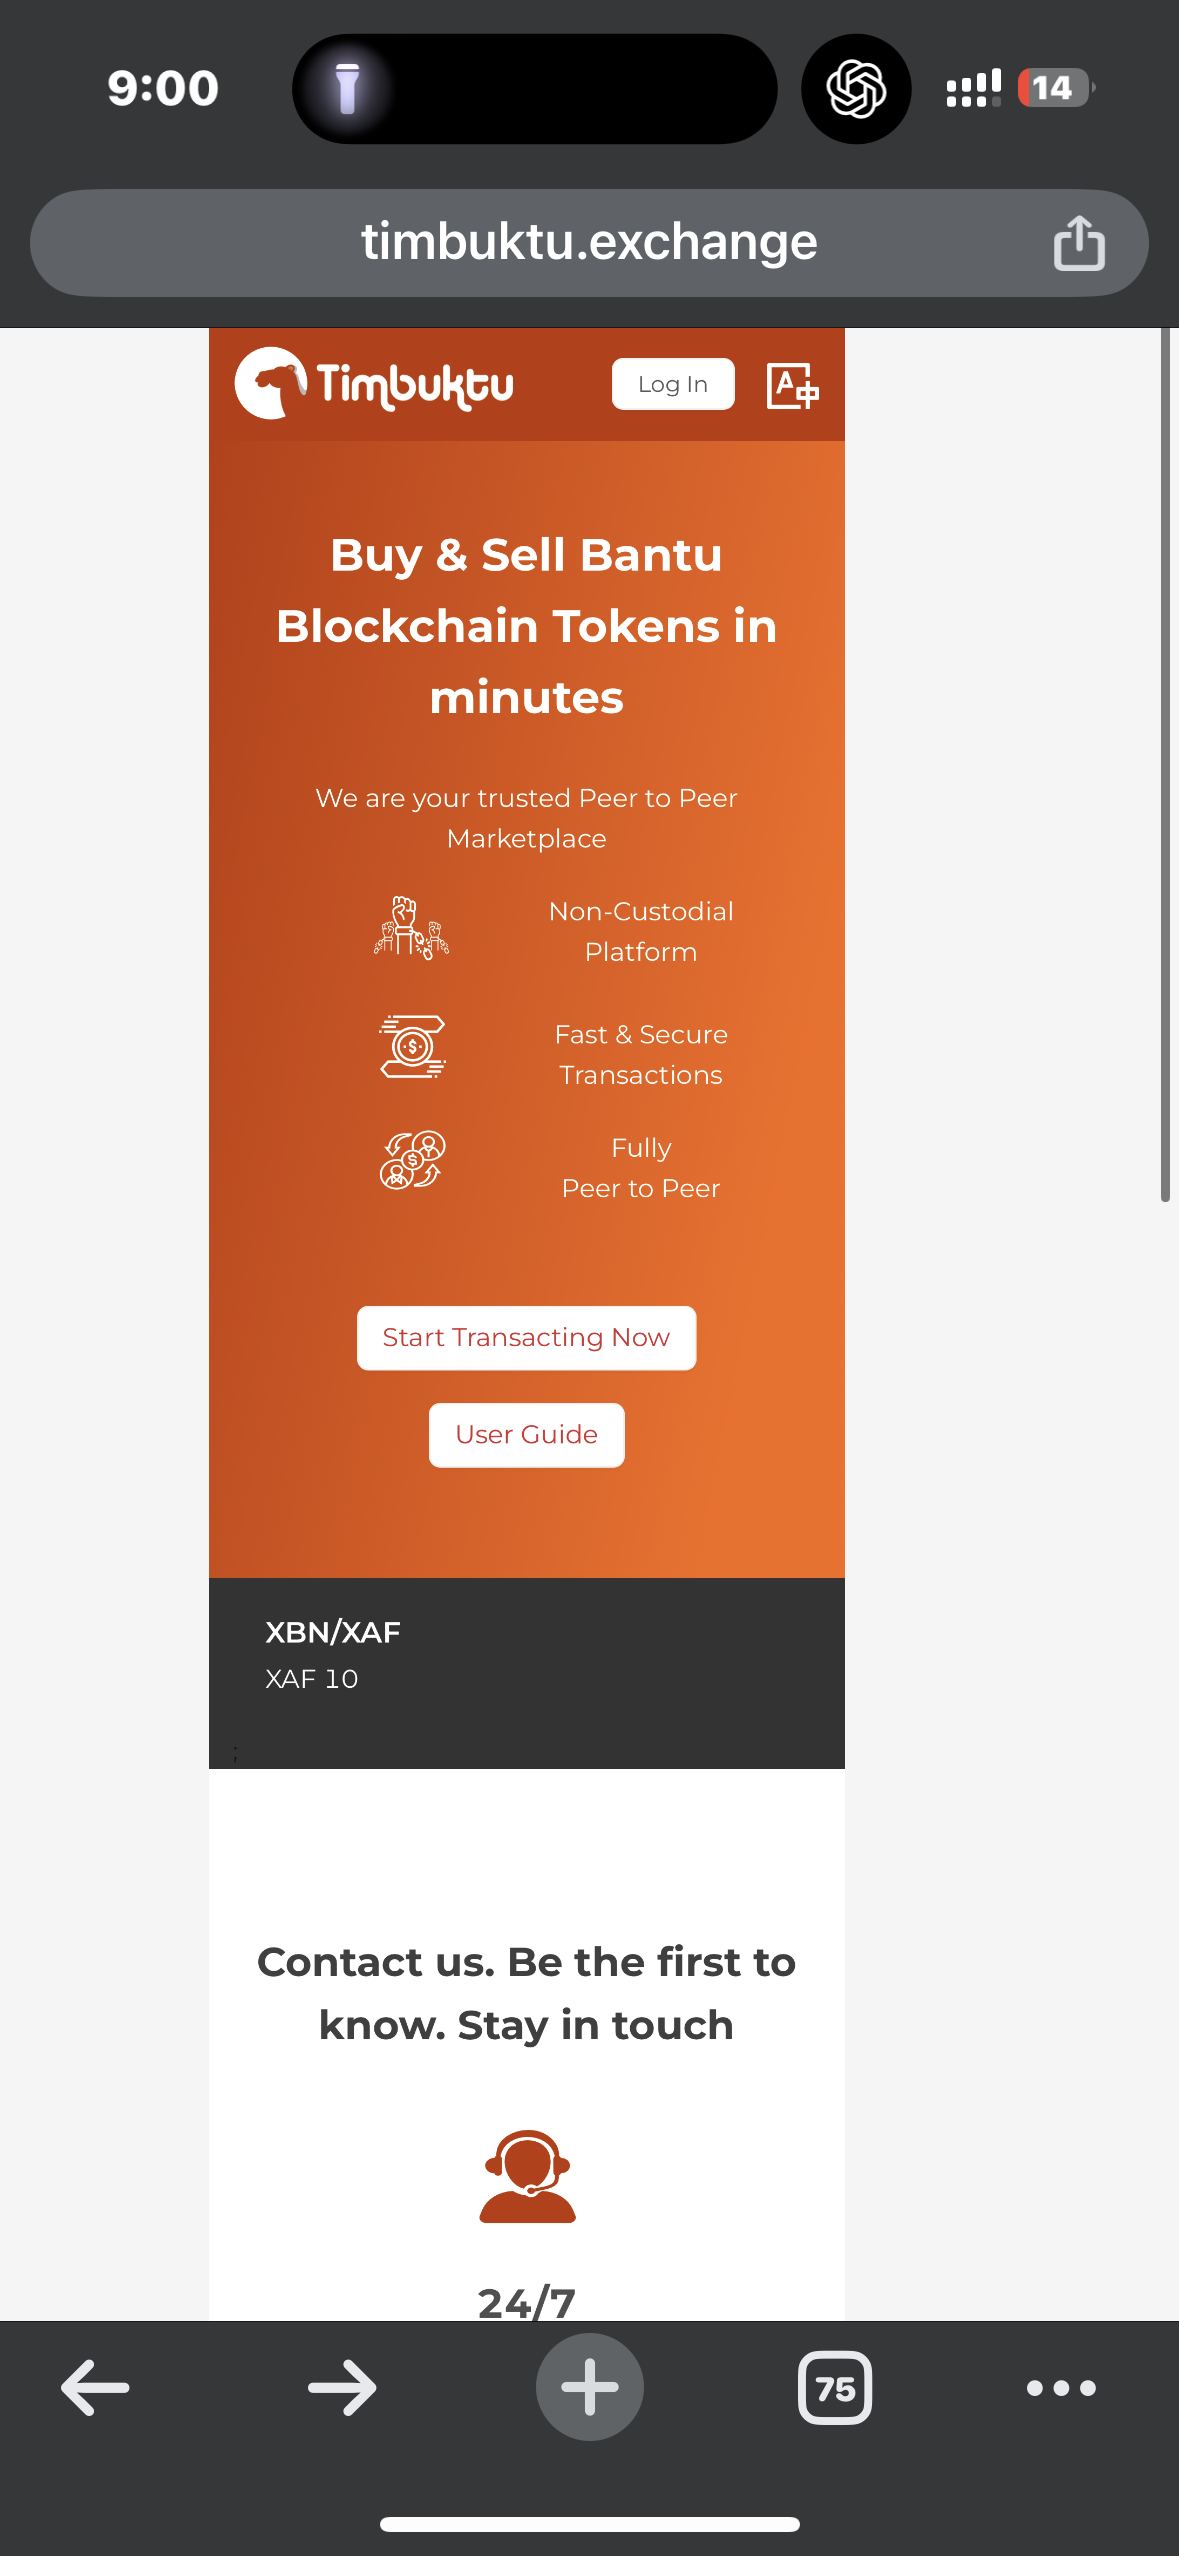 9:00
14
timbuktu.exchange
Timbuktu
Log In
Buy & Sell Bantu
Blockchain Tokens in
minutes
We are your trusted Peer to Peer
Marketplace
Non-Custodial
Platform
Fast & Secure
Transactions
Fully
Peer to Peer
Start Transacting Now
User Guide
XBN/XAF
XAF 10
;
Contact us. Be the first to
know. Stay in touch
24/7
75